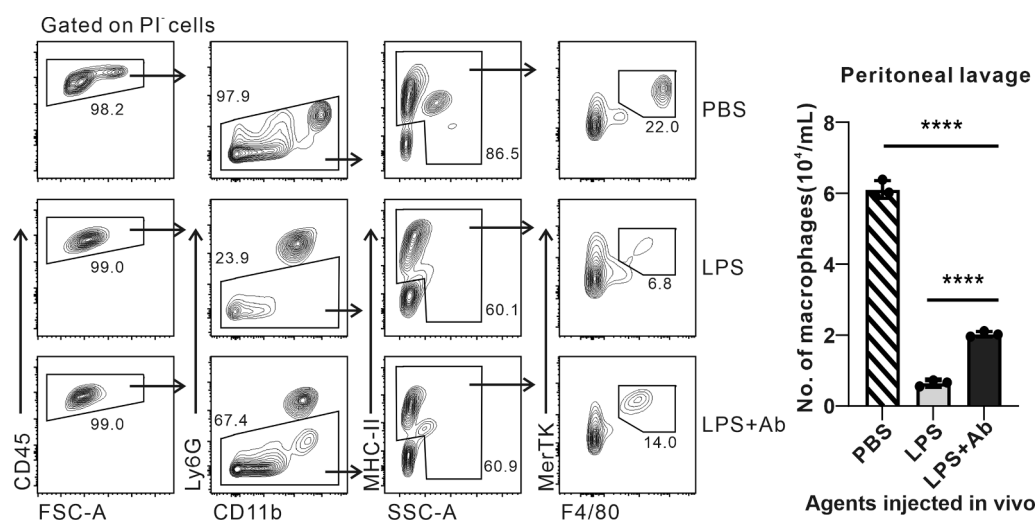 Gated on PI⁻ cells
98.2
97.9
86.5
22.0
PBS
99.0
23.9
60.1
6.8
LPS
99.0
67.4
60.9
14.0
LPS+Ab
CD45
Ly6G
MHC-II
MerTK
FSC-A
CD11b
SSC-A
F4/80
Peritoneal lavage
No. of macrophages(10⁴/mL)
8
6
4
2
0
****
****
PBS
LPS
LPS+Ab
Agents injected in vivo